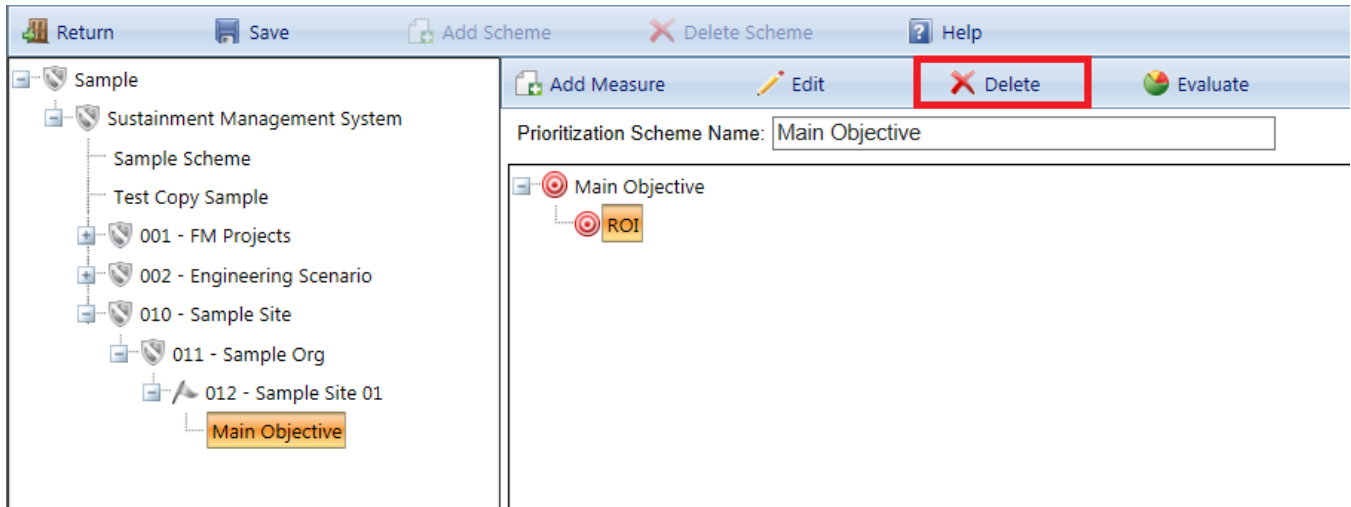 Return Save Add Scheme Delete Scheme ? Help
Sample
Sustainment Management System
Sample Scheme
Test Copy Sample
001 - FM Projects
002 - Engineering Scenario
010 - Sample Site
011 - Sample Org
012 - Sample Site 01
Main Objective
Add Measure Edit Delete Evaluate
Prioritization Scheme Name: Main Objective
Main Objective
ROI